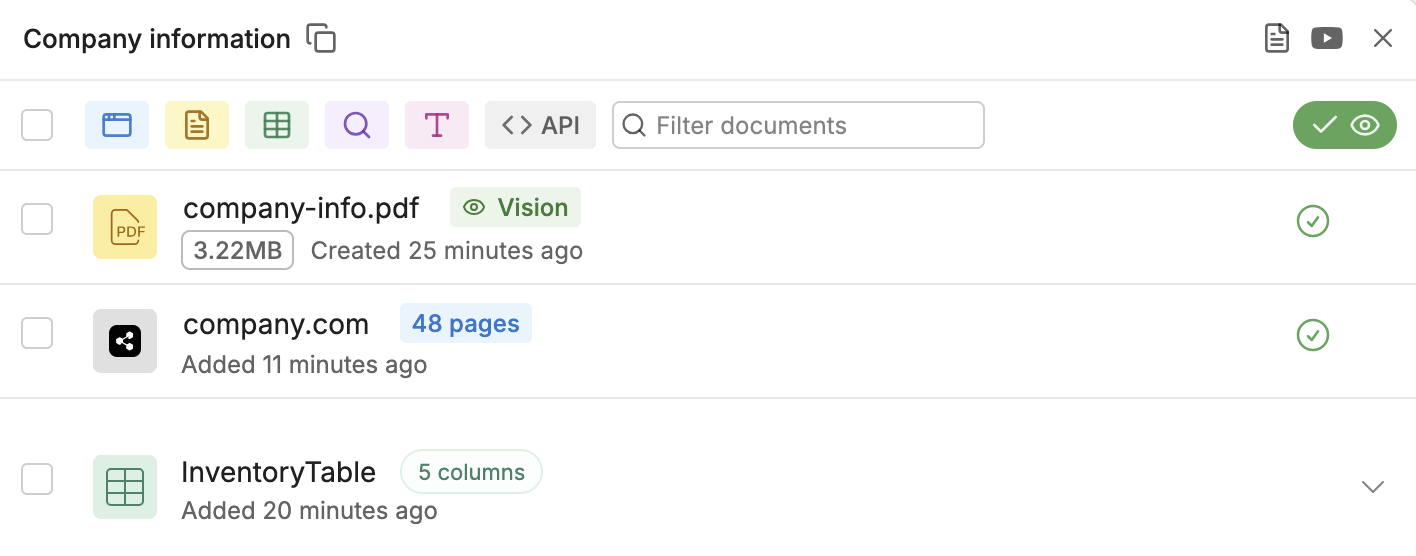 Company information
API
Filter documents
company-info.pdf
Vision
PDF
3.22MB
Created 25 minutes ago
company.com
48 pages
Added 11 minutes ago
InventoryTable
5 columns
Added 20 minutes ago